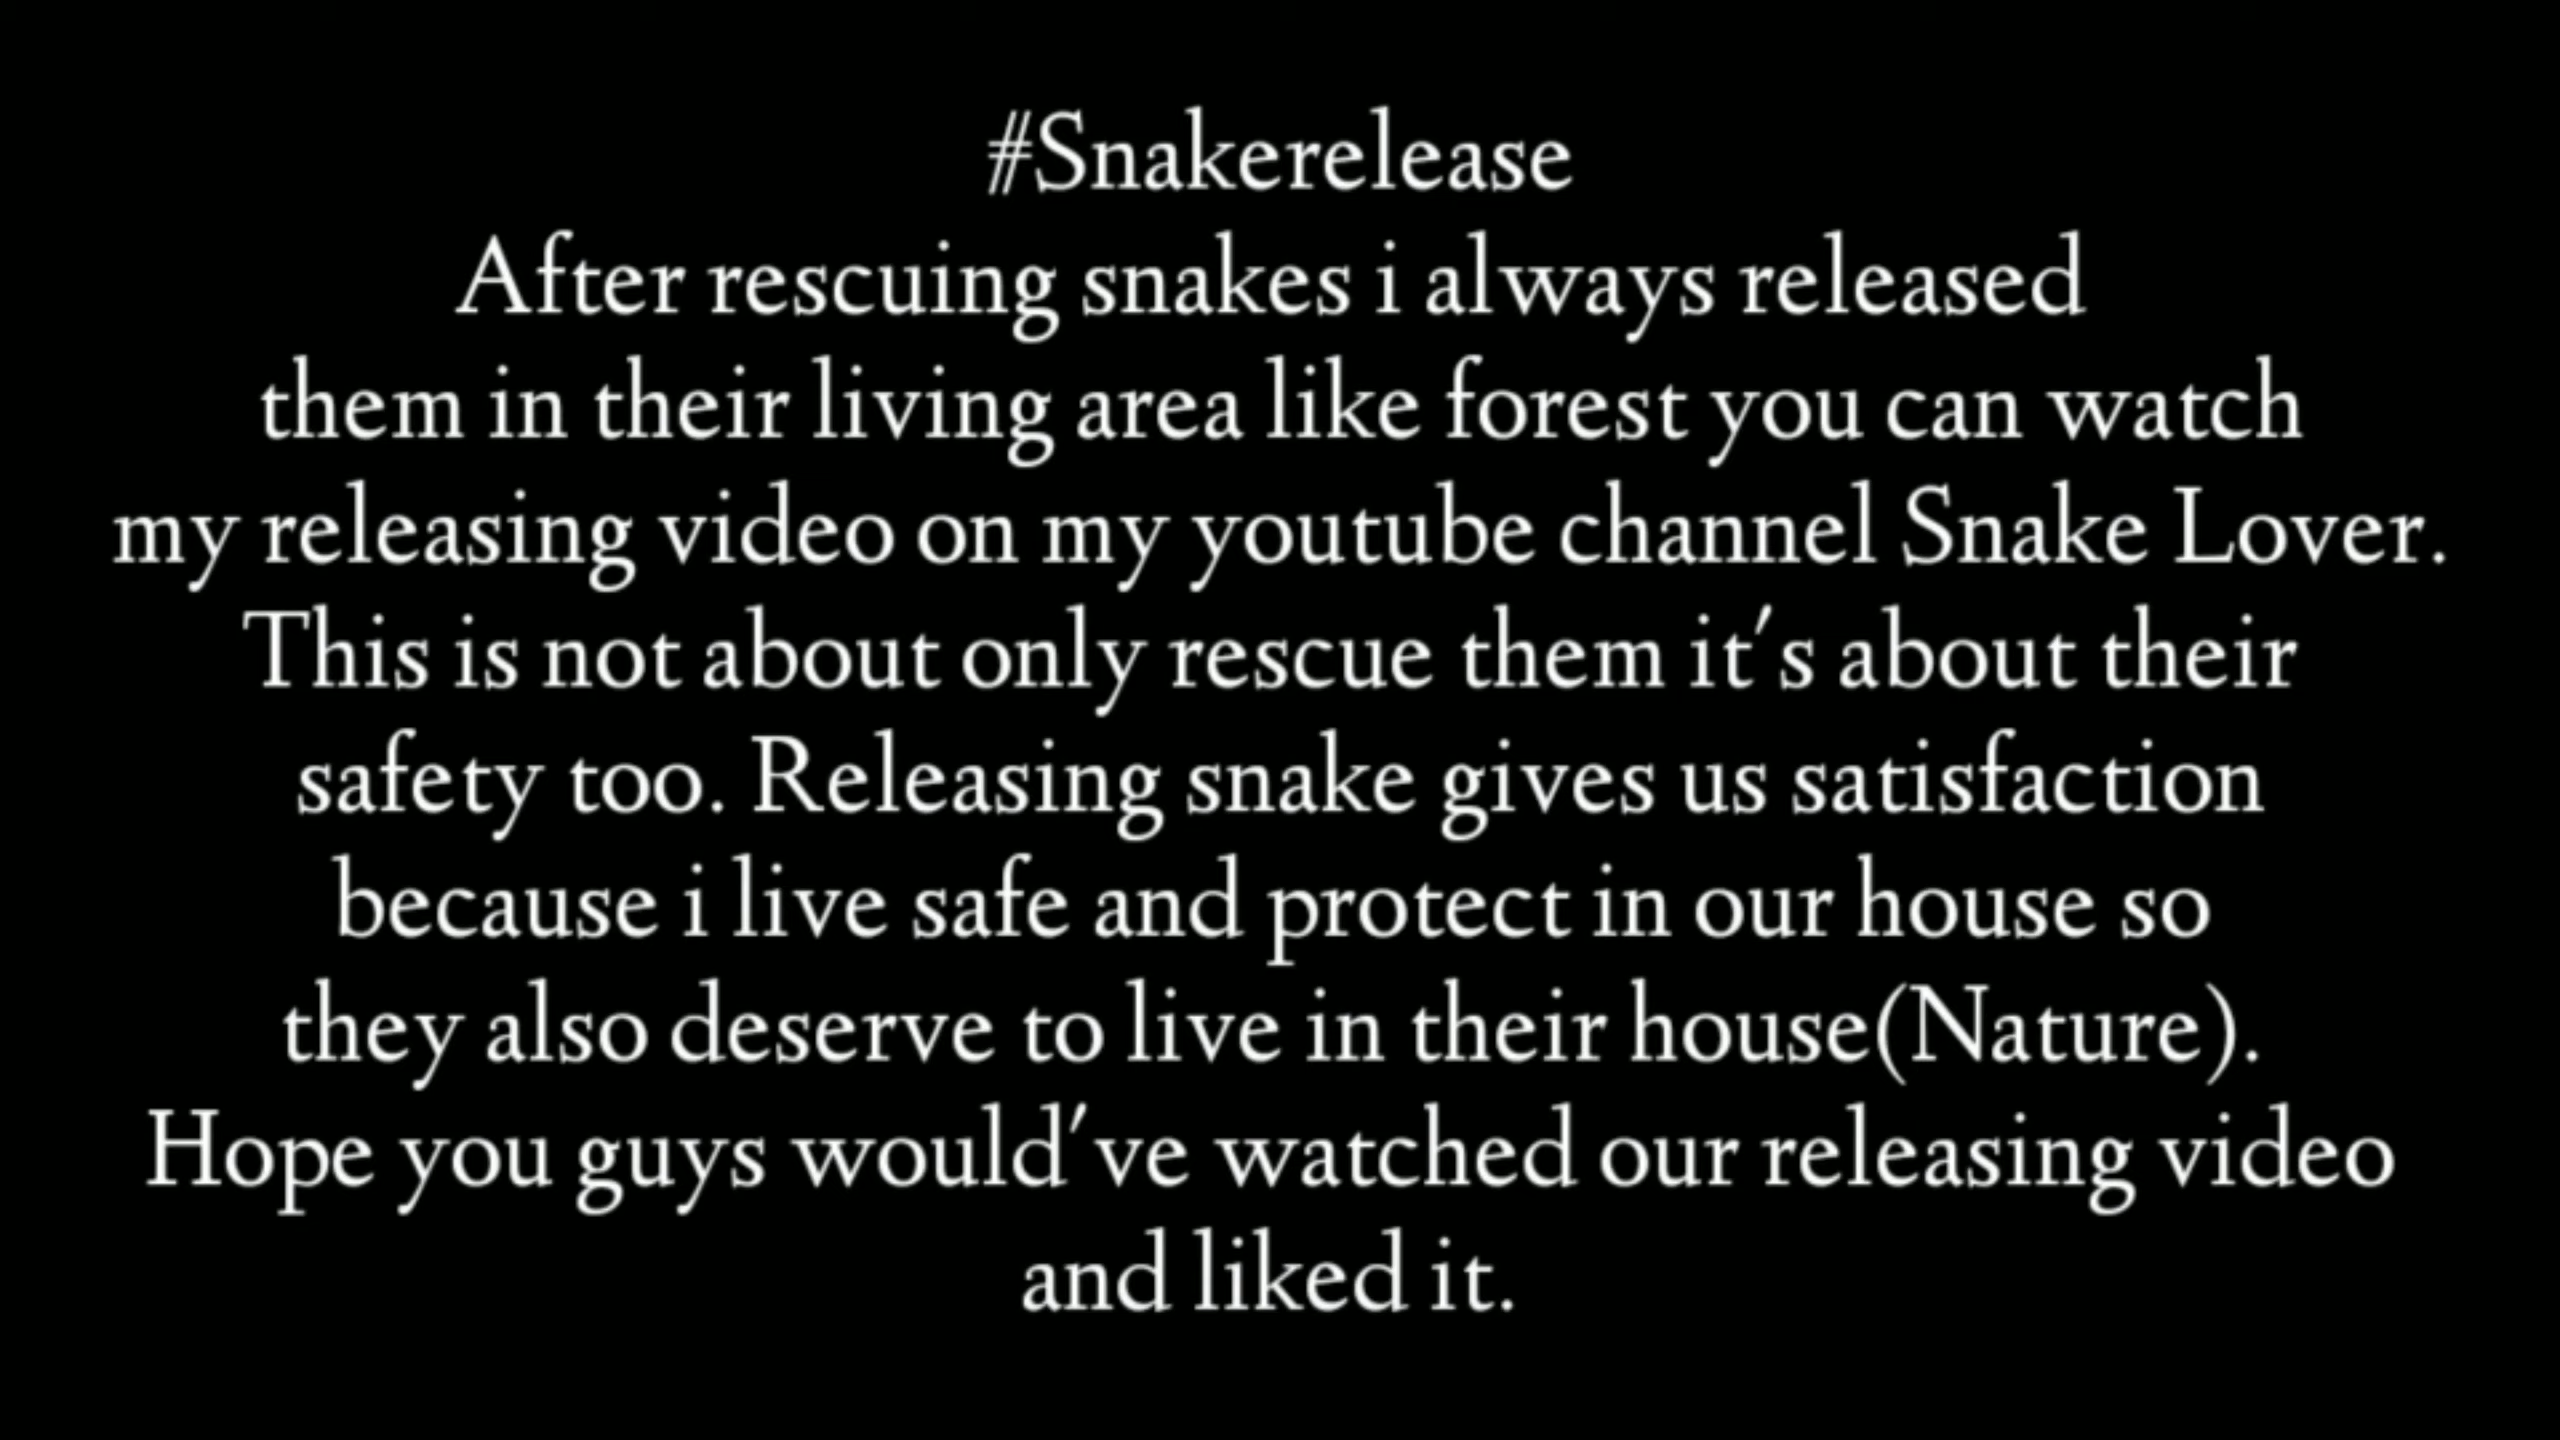 #Snakerelease
After rescuing snakes i always released
them in their living area like forest you can watch
my releasing video on my youtube channel Snake Lover.
This is not about only rescue them it's about their
safety too. Releasing snake gives us satisfaction
because i live safe and protect in our house so
they also deserve to live in their house(Nature).
Hope you guys would've watched our releasing video
and liked it.